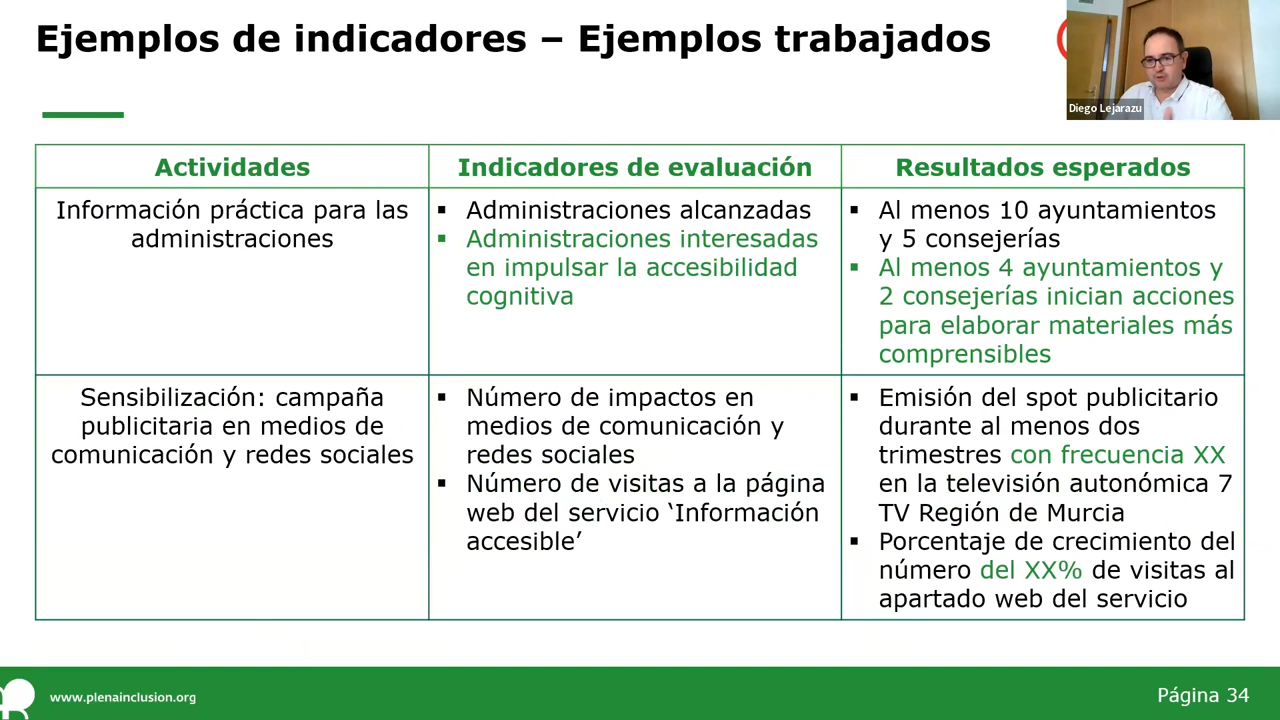 Ejemplos de indicadores – Ejemplos trabajados
Diego Lejarazu
Actividades
Indicadores de evaluación
Resultados esperados
Información práctica para las
administraciones
▪ Administraciones alcanzadas
▪ Administraciones interesadas
en impulsar la accesibilidad
cognitiva
▪ Al menos 10 ayuntamientos
y 5 consejerías
▪ Al menos 4 ayuntamientos y
2 consejerías inician acciones
para elaborar materiales más
comprensibles
Sensibilización: campaña
publicitaria en medios de
comunicación y redes sociales
▪ Número de impactos en
medios de comunicación y
redes sociales
▪ Número de visitas a la página
web del servicio ‘Información
accesible’
▪ Emisión del spot publicitario
durante al menos dos
trimestres con frecuencia XX
en la televisión autonómica 7
TV Región de Murcia
▪ Porcentaje de crecimiento del
número del XX% de visitas al
apartado web del servicio
www.plenainclusion.org
Página 34